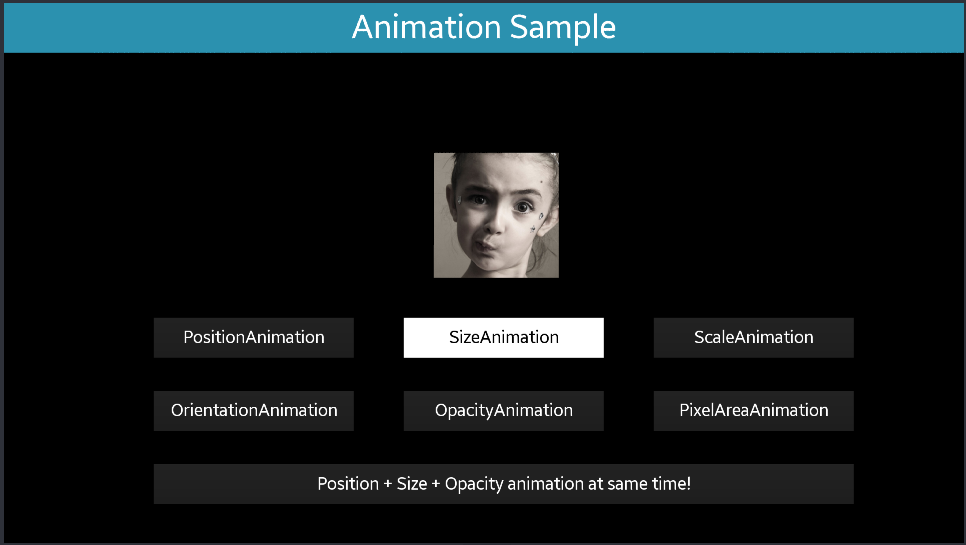 Animation Sample
PositionAnimation
SizeAnimation
ScaleAnimation
OrientationAnimation
OpacityAnimation
PixelAreaAnimation
Position + Size + Opacity animation at same time!